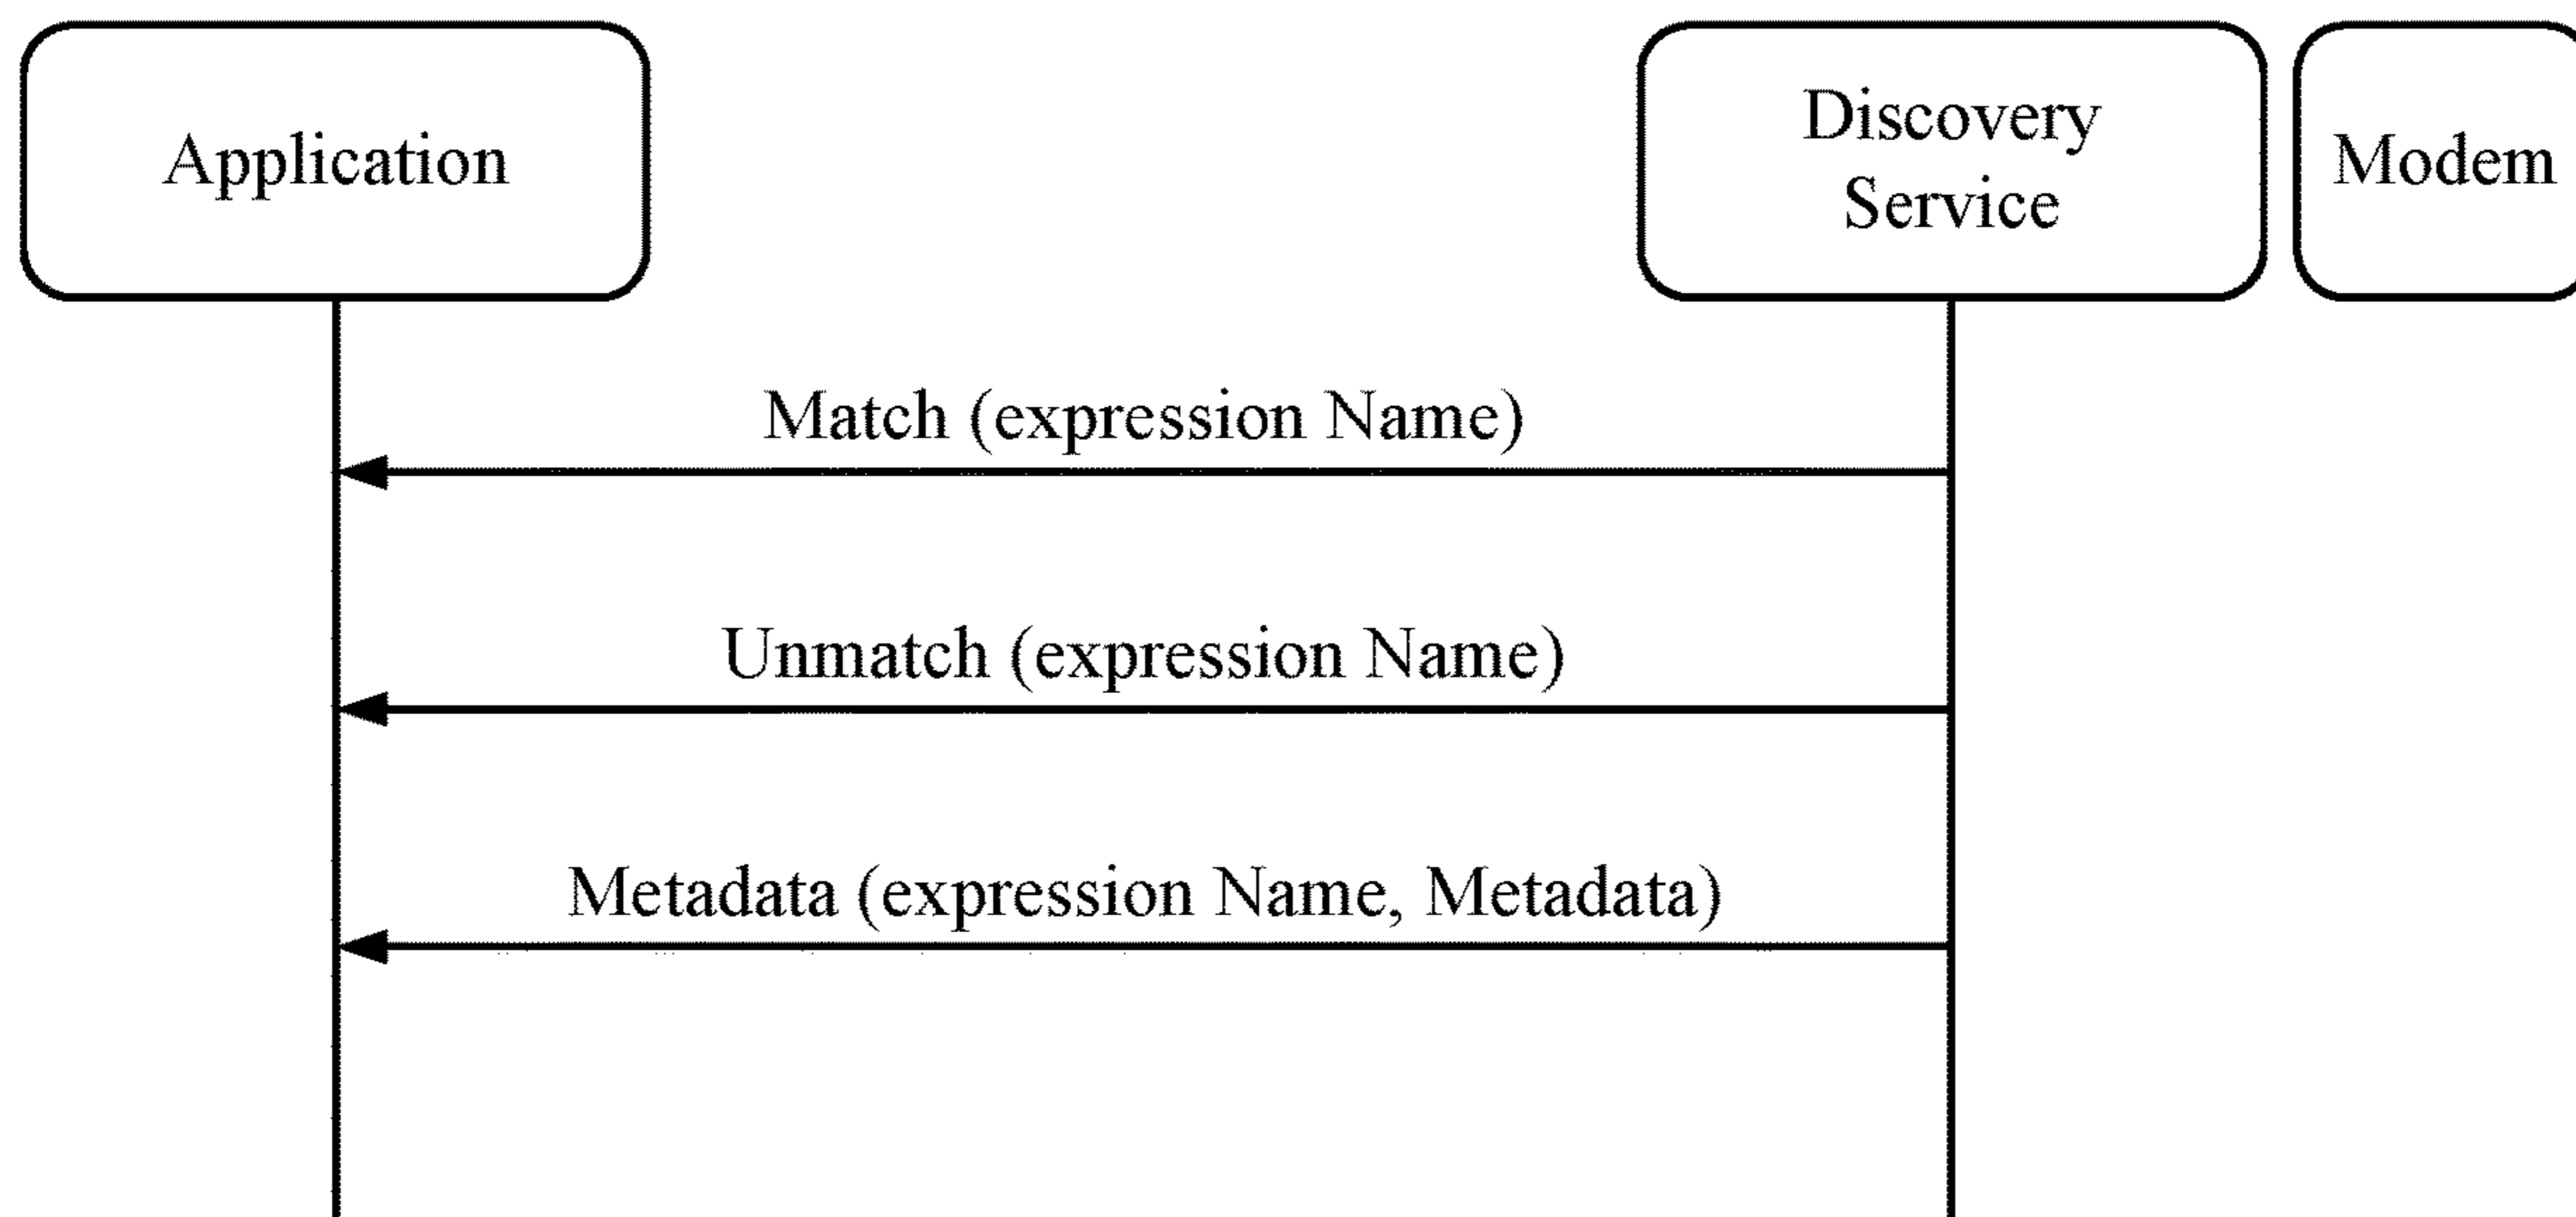 Application
Discovery
Service
Modem
Match (expression Name)
Unmatch (expression Name)
Metadata (expression Name, Metadata)